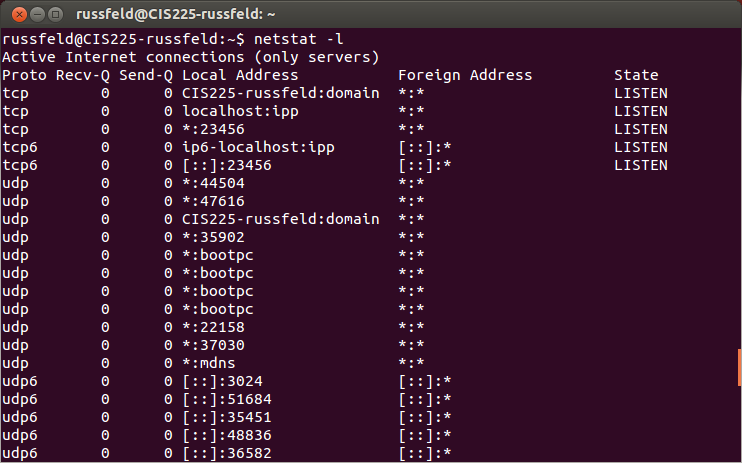 russfeld@CIS225-russfeld: ~
russfeld@CIS225-russfeld:~$ netstat -l
Active Internet connections (only servers)
Proto Recv-Q Send-Q Local Address           Foreign Address         State
tcp        0      0 CIS225-russfeld:domain  *:*                     LISTEN
tcp        0      0 localhost:ipp           *:*                     LISTEN
tcp        0      0 *:23456                 *:*                     LISTEN
tcp6       0      0 ip6-localhost:ipp       [::]:*                  LISTEN
tcp6       0      0 [::]:23456              [::]:*                  LISTEN
udp        0      0 *:44504                 *:*
udp        0      0 *:47616                 *:*
udp        0      0 CIS225-russfeld:domain  *:*
udp        0      0 *:35902                 *:*
udp        0      0 *:bootpc                *:*
udp        0      0 *:bootpc                *:*
udp        0      0 *:bootpc                *:*
udp        0      0 *:bootpc                *:*
udp        0      0 *:22158                 *:*
udp        0      0 *:37030                 *:*
udp        0      0 *:mdns                  *:*
udp6       0      0 [::]:3024               [::]:*
udp6       0      0 [::]:51684              [::]:*
udp6       0      0 [::]:35451              [::]:*
udp6       0      0 [::]:48836              [::]:*
udp6       0      0 [::]:36582              [::]:*